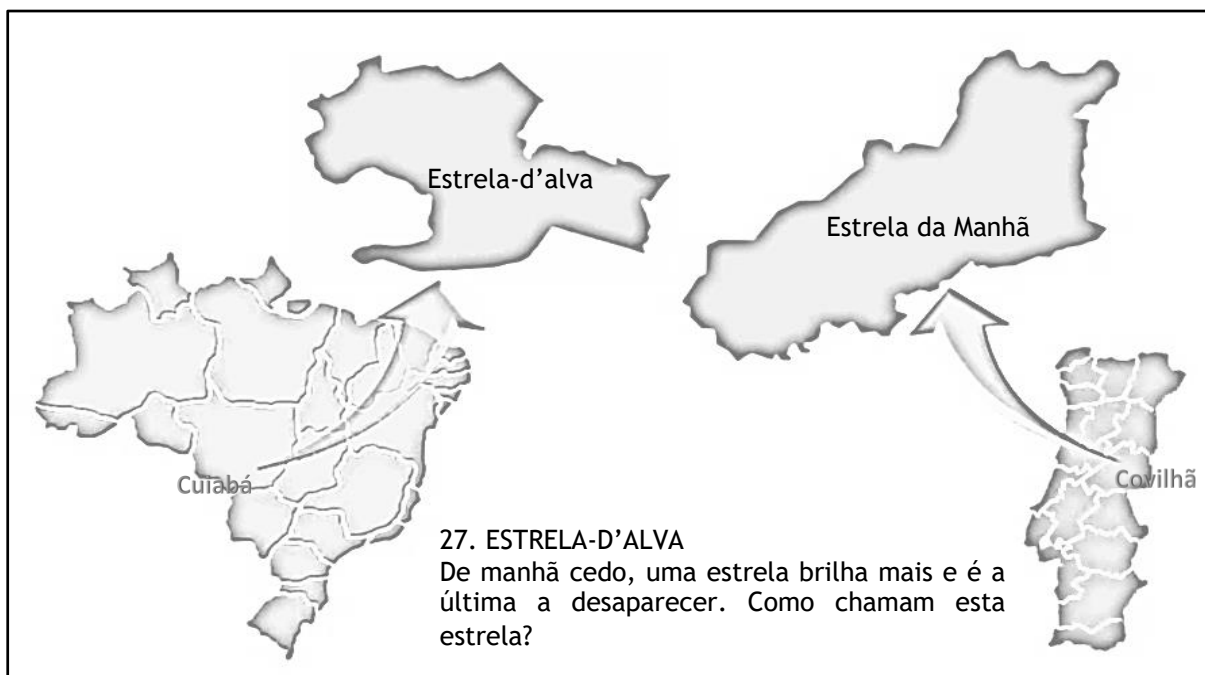 Estrela-d’alva
Estrela da Manhã
Cuiabá
Covilhã
27. ESTRELA-D’ALVA
De manhã cedo, uma estrela brilha mais e é a
última a desaparecer. Como chamam esta
estrela?